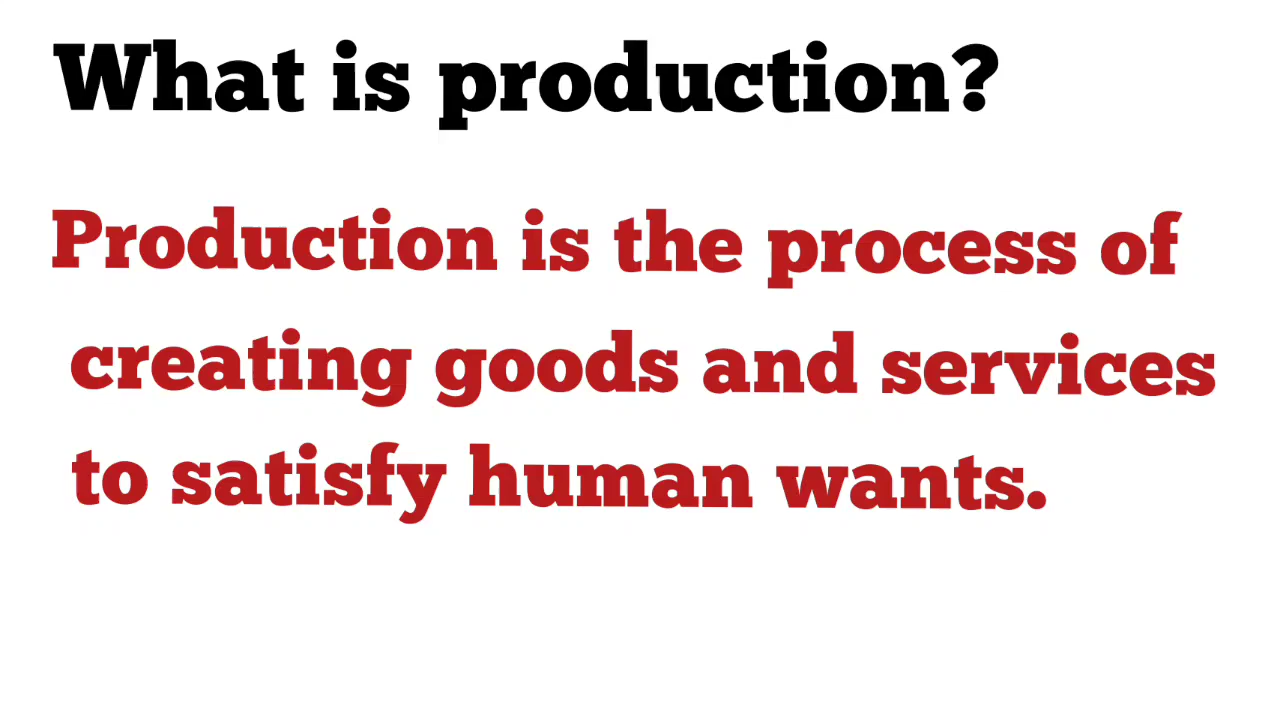 What is production?
Production is the process of
creating goods and services
to satisfy human wants.